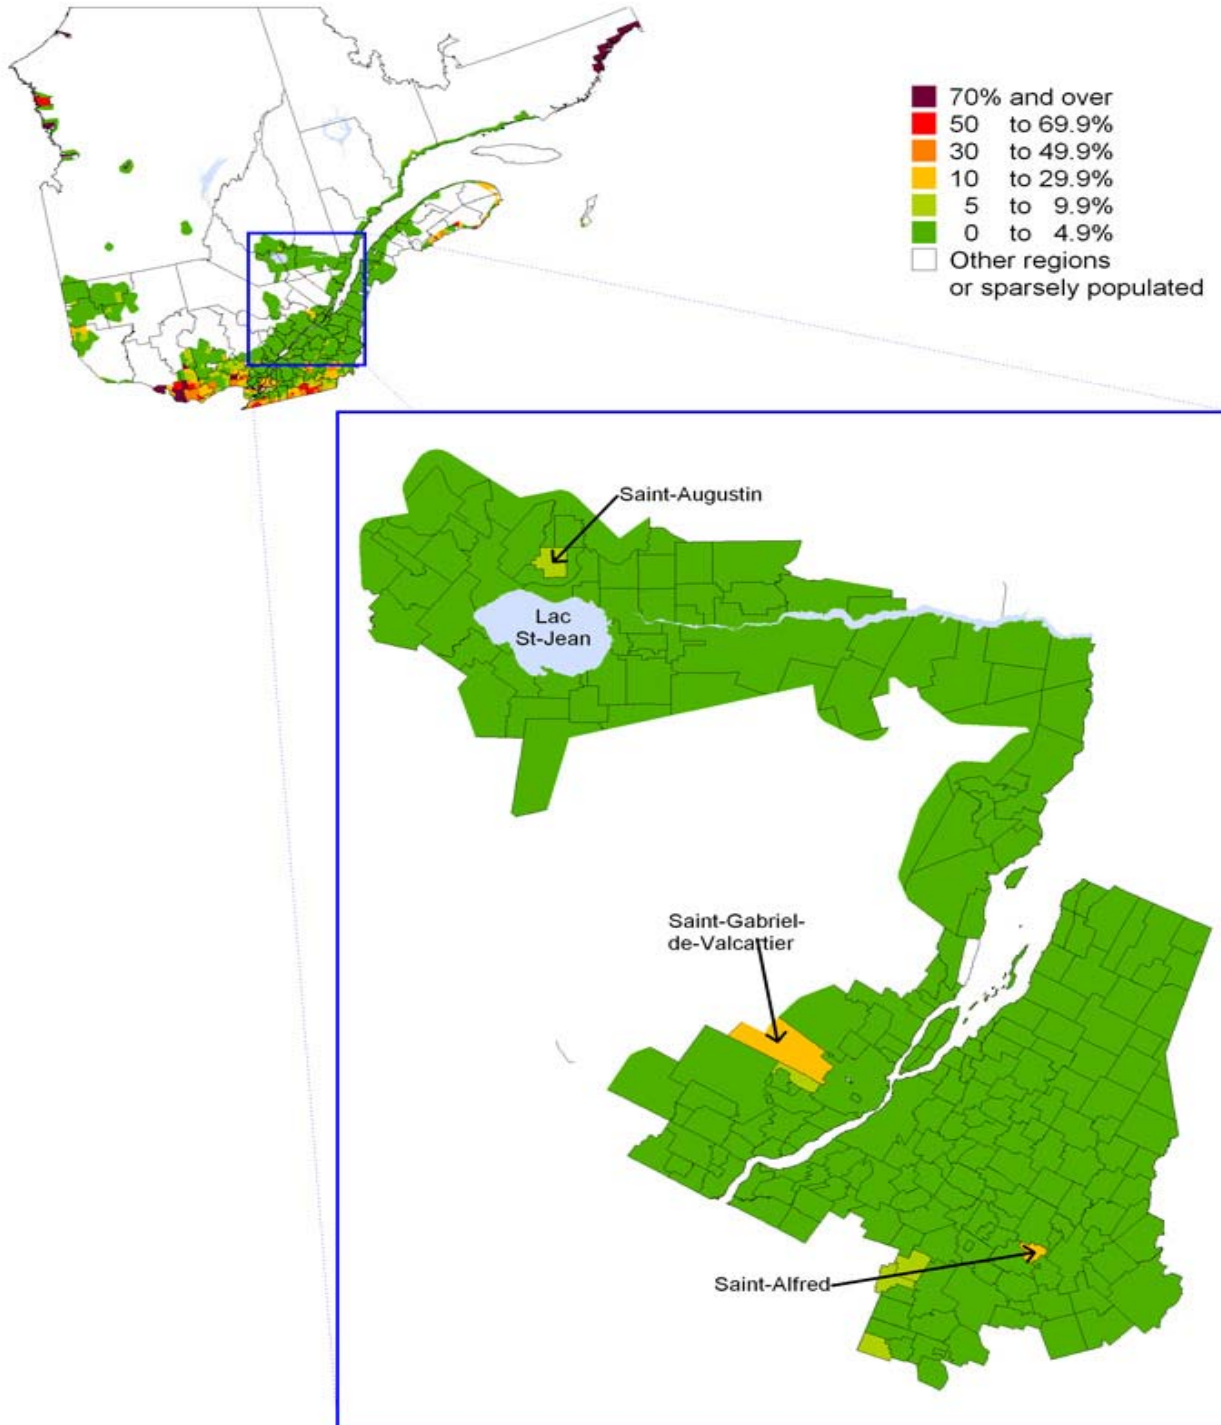 70% and over
50 to 69.9%
30 to 49.9%
10 to 29.9%
5 to 9.9%
0 to 4.9%
Other regions
or sparsely populated
Saint-Augustin
Lac
St-Jean
Saint-Gabriel-
de-Valcartier
Saint-Alfred